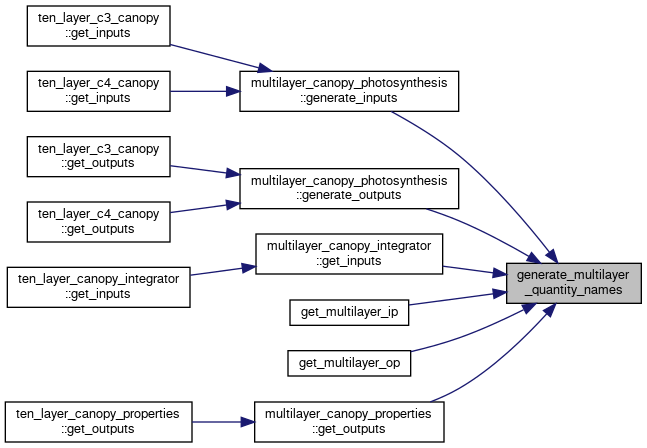 ten_layer_c3_canopy
::get_inputs
ten_layer_c4_canopy
::get_inputs
multilayer_canopy_photosynthesis
::generate_inputs
ten_layer_c3_canopy
::get_outputs
multilayer_canopy_photosynthesis
::generate_outputs
ten_layer_c4_canopy
::get_outputs
multilayer_canopy_integrator
::get_inputs
ten_layer_canopy_integrator
::get_inputs
generate_multilayer
_quantity_names
get_multilayer_ip
get_multilayer_op
ten_layer_canopy_properties
::get_outputs
multilayer_canopy_properties
::get_outputs